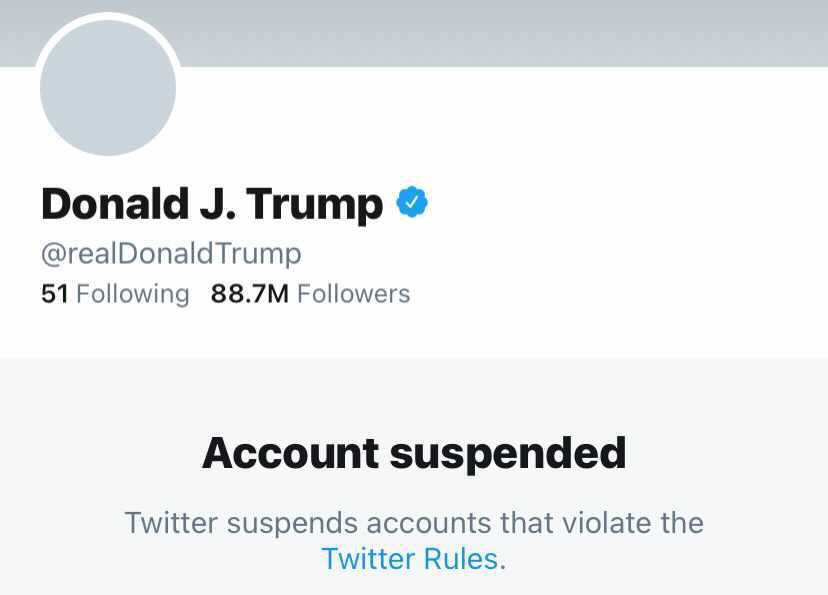 Donald J. Trump
@realDonaldTrump
51 Following 88.7M Followers
Account suspended
Twitter suspends accounts that violate the
Twitter Rules.